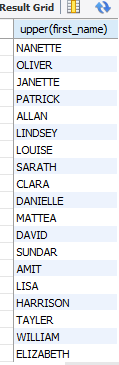 Result Grid
upper(first_name)
NANETTE
OLIVER
JANETTE
PATRICK
ALLAN
LINDSEY
LOUISE
SARATH
CLARA
DANIELLE
MATTEA
DAVID
SUNDAR
AMIT
LISA
HARRISON
TAYLER
WILLIAM
ELIZABETH